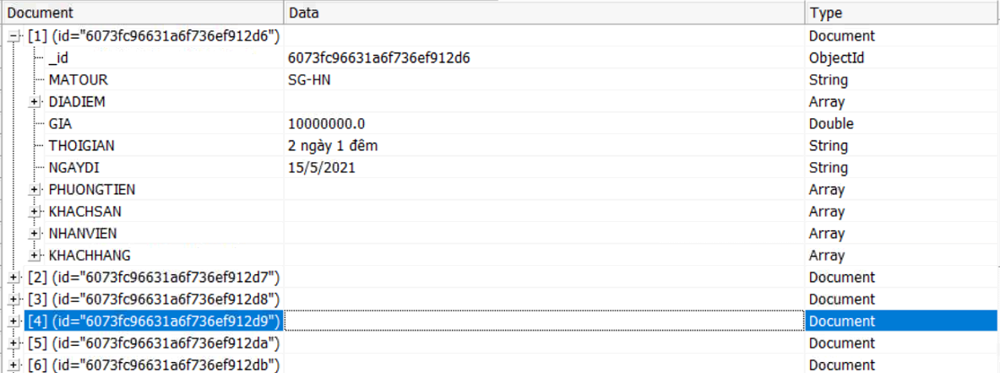 Document Data Type
[1] (id="6073fc96631a6f736ef912d6") Document
_id 6073fc96631a6f736ef912d6 ObjectId
MATOUR SG-HN String
DIADIEM Array
GIA 10000000.0 Double
THOIGIAN 2 ngày 1 đêm String
NGAYDI 15/5/2021 String
PHUONGTIEN Array
KHACHSAN Array
NHANVIEN Array
KHACHHANG Array
[2] (id="6073fc96631a6f736ef912d7") Document
[3] (id="6073fc96631a6f736ef912d8") Document
[4] (id="6073fc96631a6f736ef912d9") Document
[5] (id="6073fc96631a6f736ef912da") Document
[6] (id="6073fc96631a6f736ef912db") Document